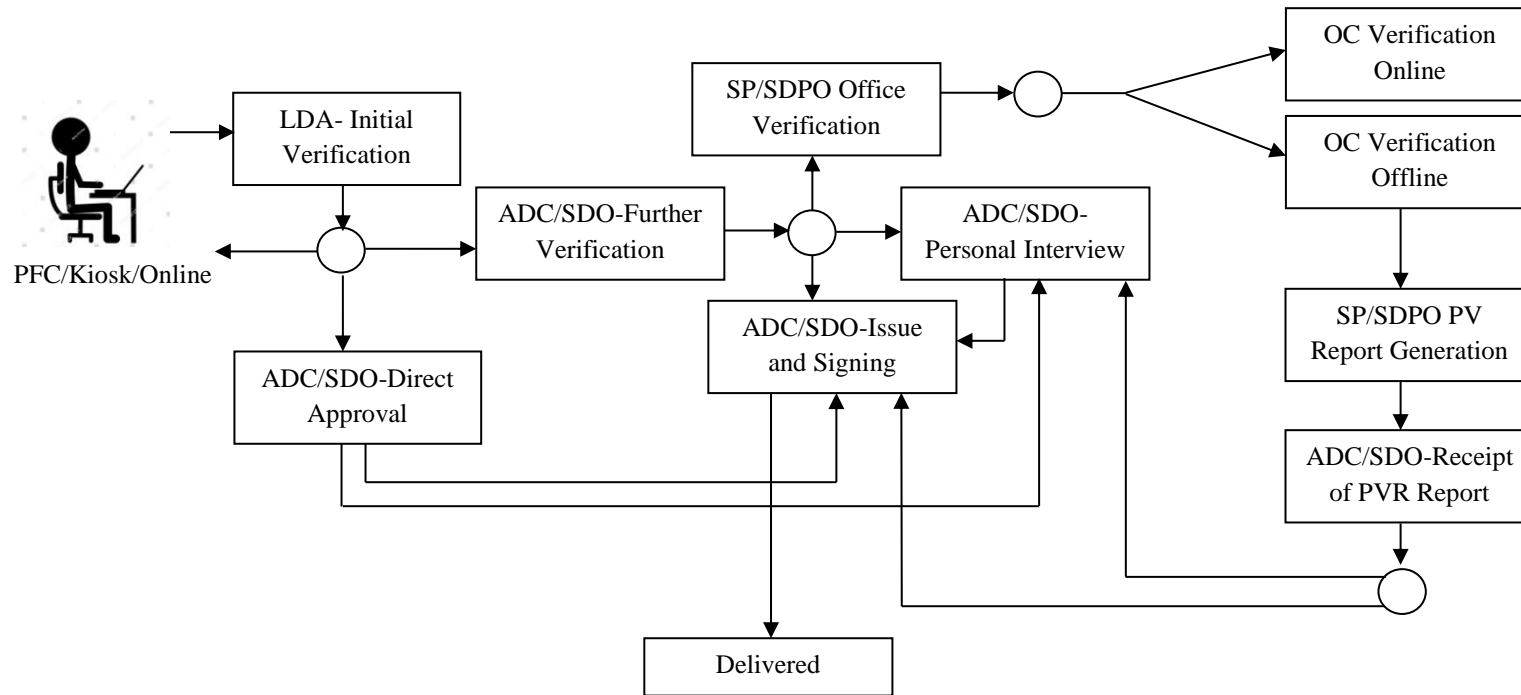 PFC/Kiosk/Online
LDA- Initial
Verification
ADC/SDO-Direct
Approval
ADC/SDO-Further
Verification
SP/SDPO Office
Verification
ADC/SDO-
Personal Interview
ADC/SDO-Issue
and Signing
OC Verification
Online
OC Verification
Offline
SP/SDPO PV
Report Generation
ADC/SDO-Receipt
of PVR Report
Delivered